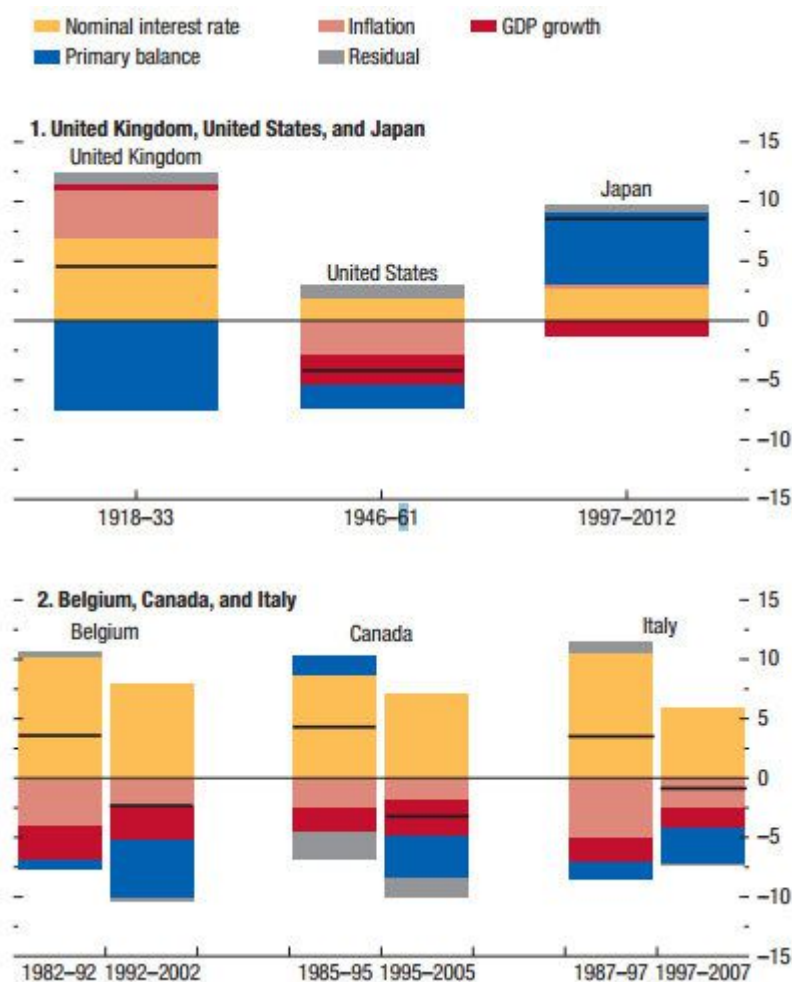 Nominal interest rate Inflation GDP growth
Primary balance Residual
1. United Kingdom, United States, and Japan
15
United Kingdom
Japan
10
5
United States
0
−5
−10
−15
1918–33 1946–61 1997–2012
2. Belgium, Canada, and Italy
15
Belgium Canada Italy
10
5
0
−5
−10
−15
1982–92 1992–2002 1985–95 1995–2005 1987–97 1997–2007